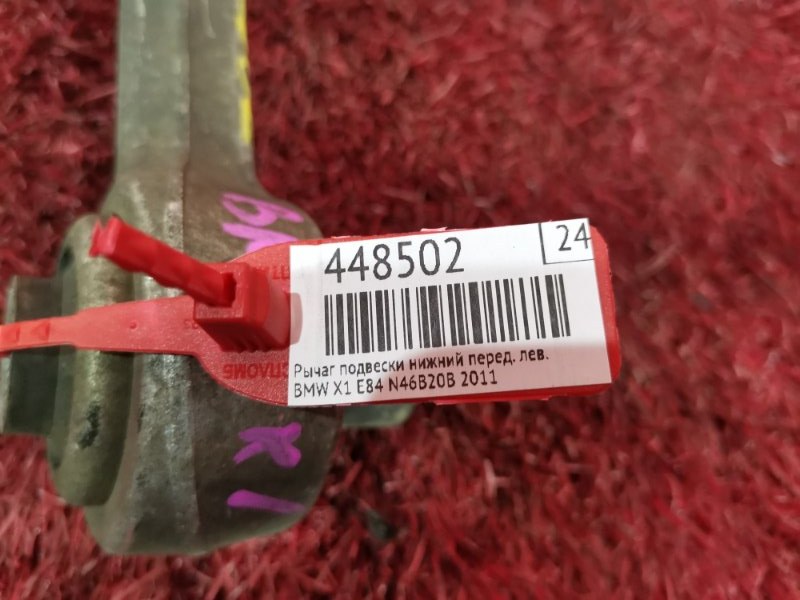 448502
24
Рычаг подвески нижний перед. лев.
BMW X1 E84 N46B20B 2011